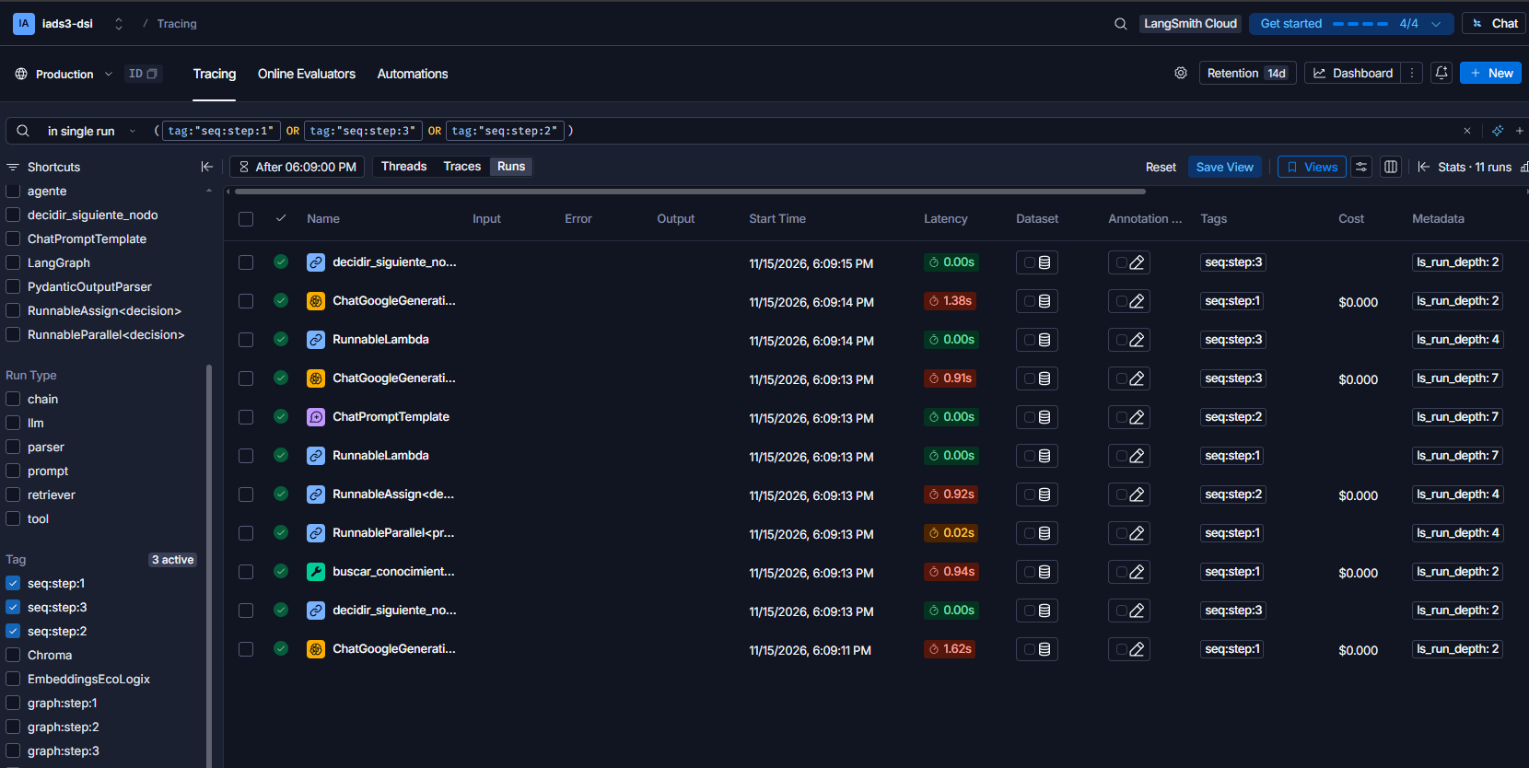 IA iads3-dsi / Tracing LangSmith Cloud Get started 4/4 Chat
Production ID Tracing Online Evaluators Automations Retention 14d Dashboard New
in single run ( tag:"seq:step:1" OR tag:"seq:step:3" OR tag:"seq:step:2" )
Shortcuts
After 06:09:00 PM Threads Traces Runs Reset Save View Views Stats · 11 runs
agente
decidir_siguiente_nodo
ChatPromptTemplate
LangGraph
PydanticOutputParser
RunnableAssign<decision>
RunnableParallel<decision>
Run Type
chain
llm
parser
prompt
retriever
tool
Tag 3 active
seq:step:1
seq:step:3
seq:step:2
Chroma
EmbeddingsEcoLogix
graph:step:1
graph:step:2
graph:step:3
Name Input Error Output Start Time Latency Dataset Annotation ... Tags Cost Metadata
decidir_siguiente_no... 11/15/2026, 6:09:15 PM 0.00s seq:step:3 ls_run_depth: 2
ChatGoogleGenerati... 11/15/2026, 6:09:14 PM 1.38s seq:step:1 $0.000 ls_run_depth: 2
RunnableLambda 11/15/2026, 6:09:14 PM 0.00s seq:step:3 ls_run_depth: 4
ChatGoogleGenerati... 11/15/2026, 6:09:13 PM 0.91s seq:step:3 $0.000 ls_run_depth: 7
ChatPromptTemplate 11/15/2026, 6:09:13 PM 0.00s seq:step:2 ls_run_depth: 7
RunnableLambda 11/15/2026, 6:09:13 PM 0.00s seq:step:1 ls_run_depth: 7
RunnableAssign<de... 11/15/2026, 6:09:13 PM 0.92s seq:step:2 $0.000 ls_run_depth: 4
RunnableParallel<pr... 11/15/2026, 6:09:13 PM 0.02s seq:step:1 ls_run_depth: 4
buscar_conocimient... 11/15/2026, 6:09:13 PM 0.94s seq:step:1 $0.000 ls_run_depth: 2
decidir_siguiente_no... 11/15/2026, 6:09:13 PM 0.00s seq:step:3 ls_run_depth: 2
ChatGoogleGenerati... 11/15/2026, 6:09:11 PM 1.62s seq:step:1 $0.000 ls_run_depth: 2